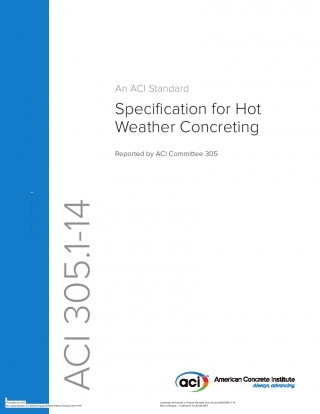 An ACI Standard
Specification for Hot
Weather Concreting
Reported by ACI Committee 305
ACI 305.1-14
aci
American Concrete Institute
Always advancing